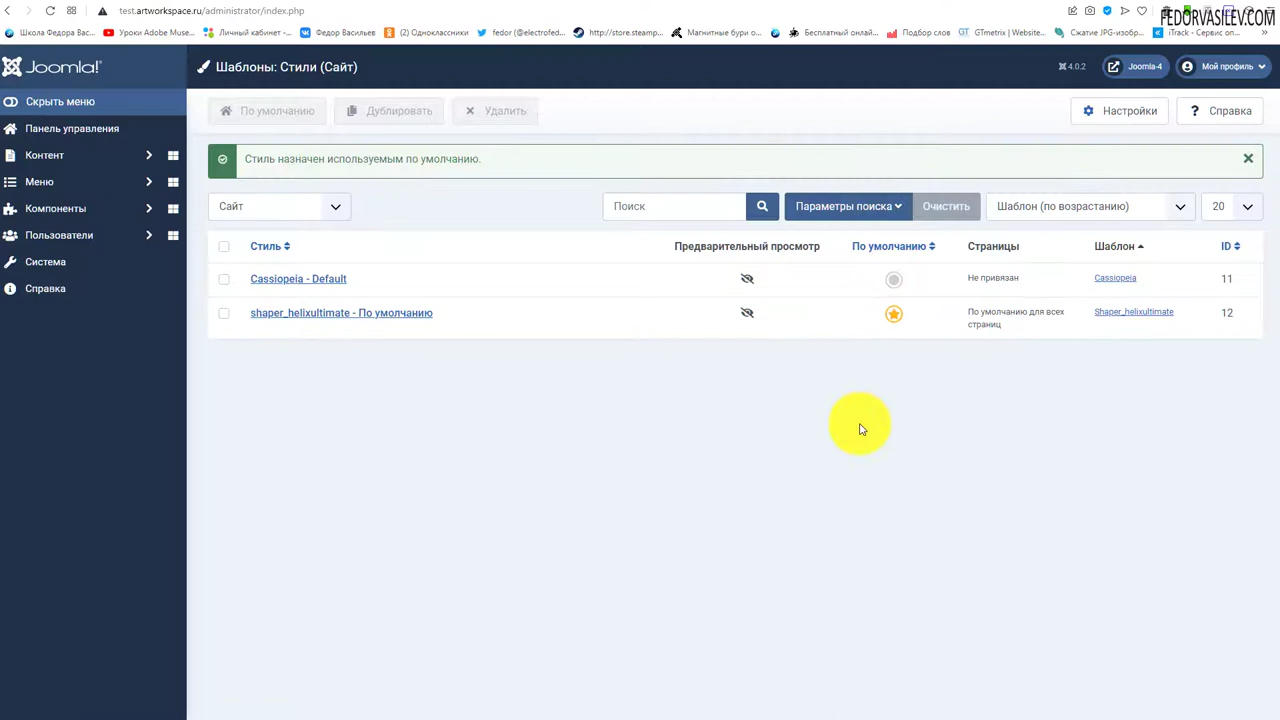 test.artworkspace.ru/administrator/index.php
FEDORVASILEV.COM
Школа Федора Вас... Уроки Adobe Muse... Личный кабинет -... Федор Васильев (2) Одноклассники fedor (@electrofed... http://store.steamp... Магнитные бури о... Бесплатный онлай... Подбор слов GTmetrix | Website... Сжатие JPG-изобр... iTrack - Сервис оп... »
Joomla!® Шаблоны: Стили (Сайт) 4.0.2 Joomla-4 Мой профиль
Скрыть меню
Панель управления
Контент
Меню
Компоненты
Пользователи
Система
Справка
По умолчанию Дублировать Удалить Настройки ? Справка
Стиль назначен используемым по умолчанию.
Сайт Поиск Параметры поиска Очистить Шаблон (по возрастанию) 20
Стиль Предварительный просмотр По умолчанию Страницы Шаблон ID
Cassiopeia - Default Не привязан Cassiopeia 11
shaper_helixultimate - По умолчанию По умолчанию для всех Shaper_helixultimate 12
страниц